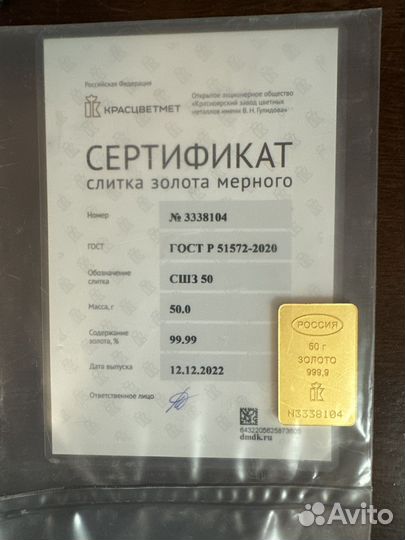 Российская Федерация
КРАСЦВЕТМЕТ
Открытое акционерное общество
«Красноярский завод цветных
металлов имени В. Н. Гулидова»
СЕРТИФИКАТ
слитка золота мерного
Номер
№ 3338104
ГОСТ
ГОСТ Р 51572-2020
Обозначение
слитка
СШЗ 50
Масса, г
50.0
Содержание
золота, %
99.99
Дата выпуска
12.12.2022
Ответственное лицо
dmdk.ru
РОССИЯ
50 г
ЗОЛОТО
999,9
N3338104
Avito